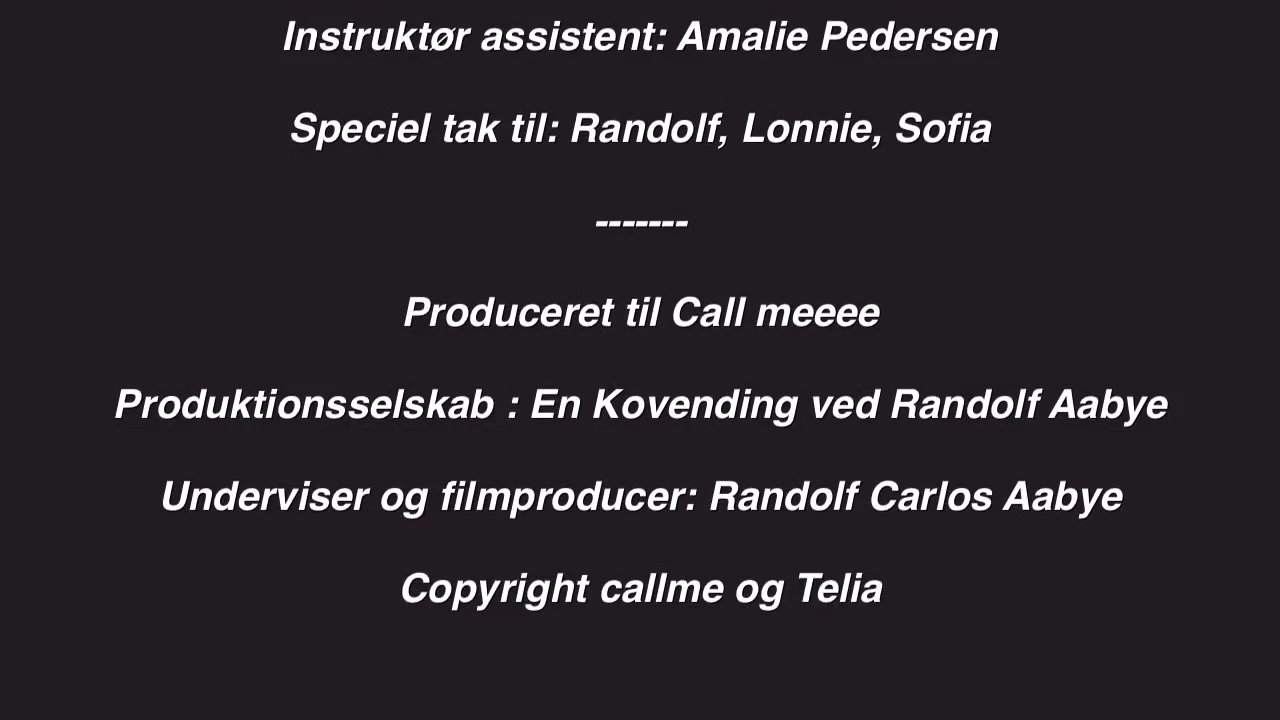 Instruktør assistent: Amalie Pedersen
Speciel tak til: Randolf, Lonnie, Sofia
-------
Produceret til Call meeee
Produktionsselskab : En Kovending ved Randolf Aabye
Underviser og filmproducer: Randolf Carlos Aabye
Copyright callme og Telia